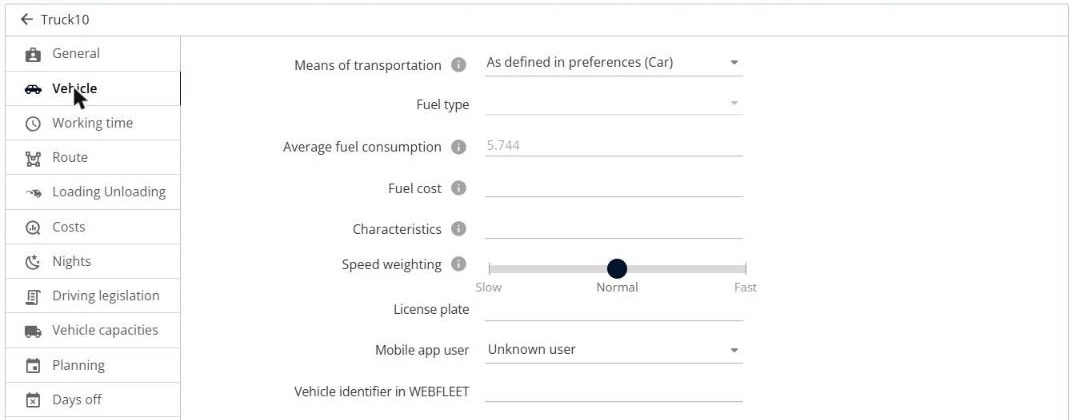 Truck10
General
Vehicle
Working time
Route
Loading Unloading
Costs
Nights
Driving legislation
Vehicle capacities
Planning
Days off
Means of transportation As defined in preferences (Car)
Fuel type
Average fuel consumption 5.744
Fuel cost
Characteristics
Speed weighting
Slow Normal Fast
License plate
Mobile app user Unknown user
Vehicle identifier in WEBFLEET